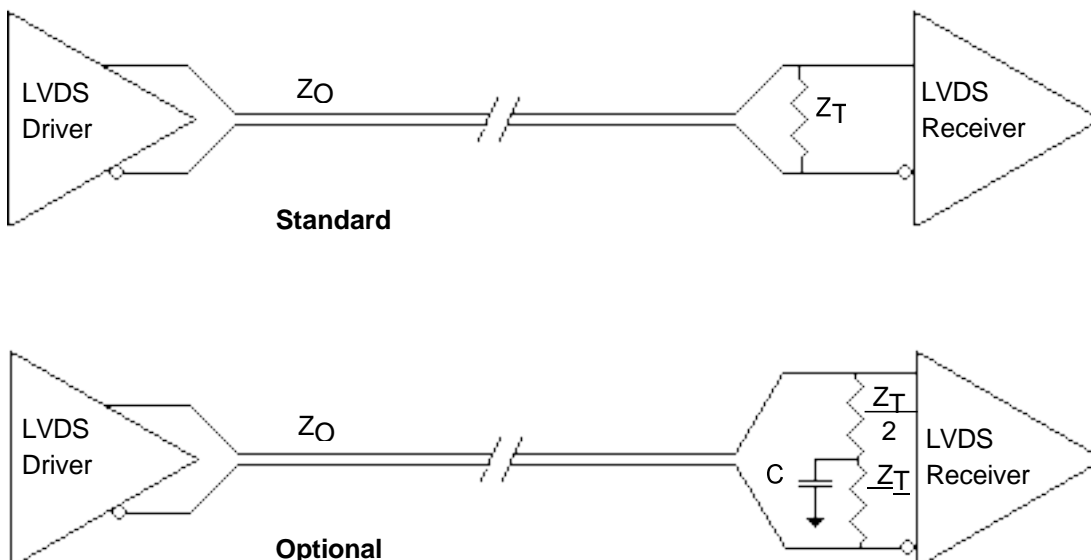 LVDS
Driver
ZO
ZT
LVDS
Receiver
Standard
LVDS
Driver
ZO
C
ZT
2
ZT
LVDS
Receiver
Optional